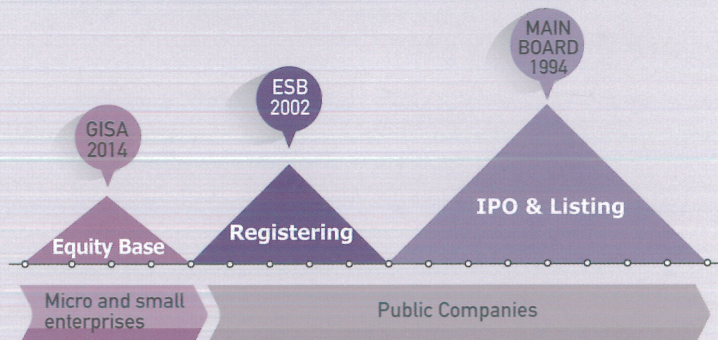 MAIN
BOARD
1994
ESB
2002
GISA
2014
IPO & Listing
Registering
Equity Base
Micro and small
enterprises
Public Companies